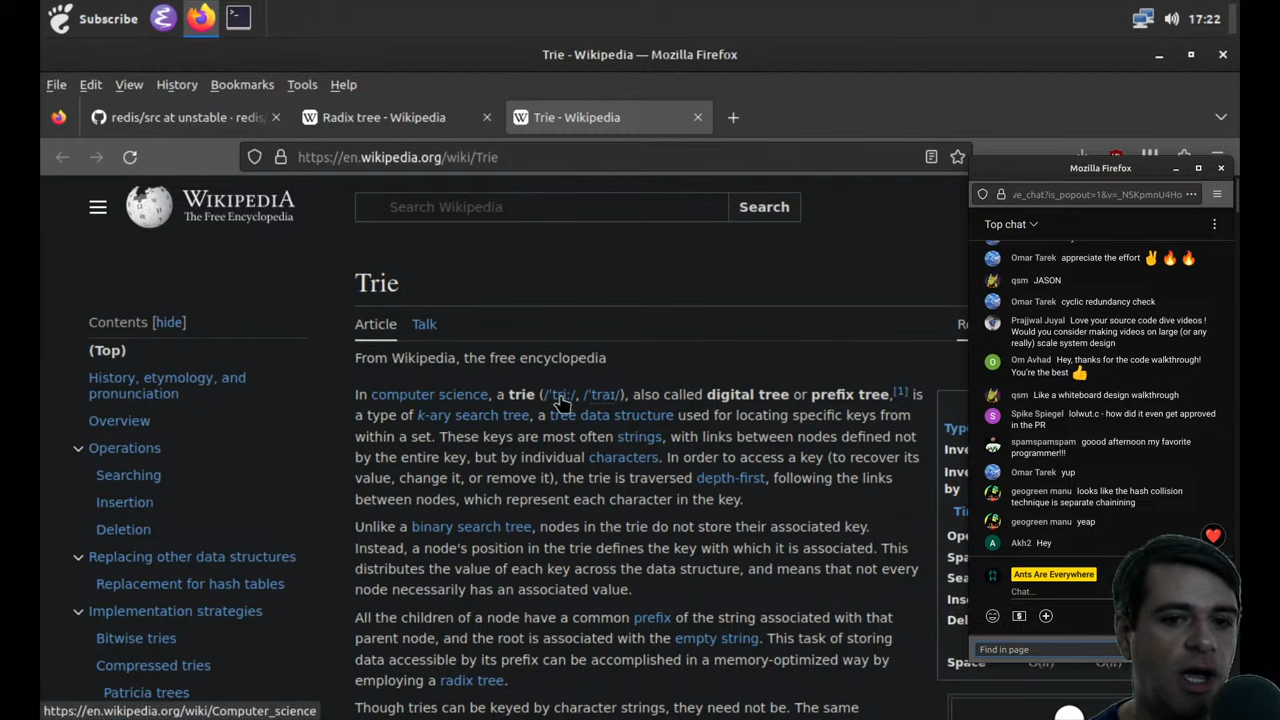 Subscribe
17:22
Trie - Wikipedia — Mozilla Firefox
File Edit View History Bookmarks Tools Help
redis/src at unstable · redis/
Radix tree - Wikipedia
Trie - Wikipedia
https://en.wikipedia.org/wiki/Trie
WIKIPEDIA
The Free Encyclopedia
Search Wikipedia
Search
Trie
Article Talk
From Wikipedia, the free encyclopedia
Contents [hide]
(Top)
History, etymology, and
pronunciation
Overview
Operations
Searching
Insertion
Deletion
Replacing other data structures
Replacement for hash tables
Implementation strategies
Bitwise tries
Compressed tries
Patricia trees
https://en.wikipedia.org/wiki/Computer_science
In computer science, a trie (/ˈtriː/, /ˈtraɪ/), also called digital tree or prefix tree,[1] is
a type of k-ary search tree, a tree data structure used for locating specific keys from
within a set. These keys are most often strings, with links between nodes defined not
by the entire key, but by individual characters. In order to access a key (to recover its
value, change it, or remove it), the trie is traversed depth-first, following the links
between nodes, which represent each character in the key.
Unlike a binary search tree, nodes in the trie do not store their associated key.
Instead, a node's position in the trie defines the key with which it is associated. This
distributes the value of each key across the data structure, and means that not every
node necessarily has an associated value.
All the children of a node have a common prefix of the string associated with that
parent node, and the root is associated with the empty string. This task of storing
data accessible by its prefix can be accomplished in a memory-optimized way by
employing a radix tree.
Though tries can be keyed by character strings, they need not be. The same
Re
Type
Inve
Inve
by
Ti
Ope
Spa
Sea
Inse
Del
Space O(n) O(n)
Mozilla Firefox
ve_chat?is_popout=1&v=_NSKpmnU4Ho
Top chat
Omar Tarek appreciate the effort ✌🔥🔥
qsm JASON
Omar Tarek cyclic redundancy check
Prajjwal Juyal Love your source code dive videos !
Would you consider making videos on large (or any
really) scale system design
Om Avhad Hey, thanks for the code walkthrough!
You're the best 👍
qsm Like a whiteboard design walkthrough
Spike Spiegel lolwut.c - how did it even get approved
in the PR
spamspamspam goood afternoon my favorite
programmer!!!
Omar Tarek yup
geogreen manu looks like the hash collision
technique is separate chainining
geogreen manu yeap
Akh2 Hey
Ants Are Everywhere
Chat...
Find in page